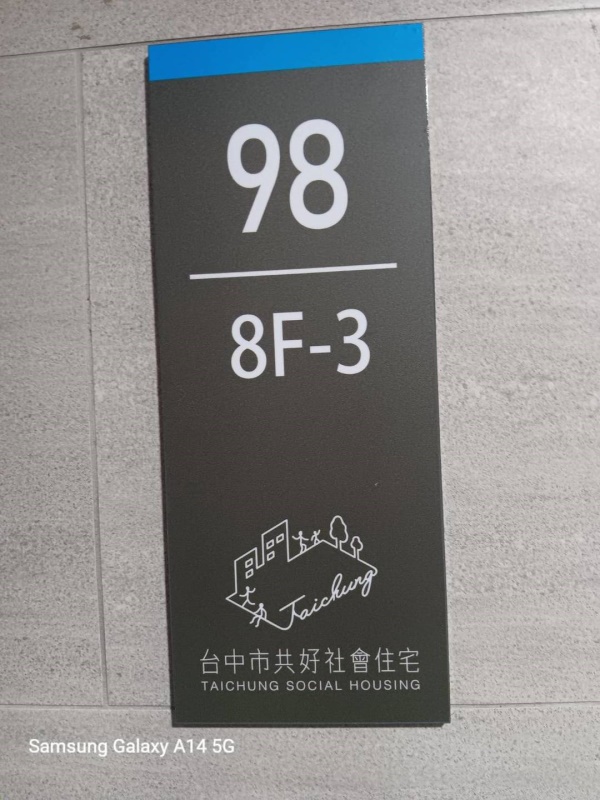 98
8F-3
Taichung
台中市共好社會住宅
TAICHUNG SOCIAL HOUSING
Samsung Galaxy A14 5G